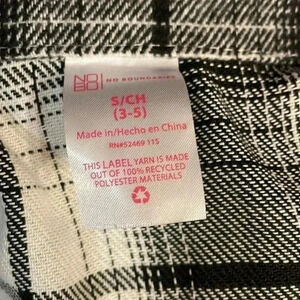 NO
BO
NO BOUNDARIES
S/CH
(3-5)
Made in/Hecho en China
RN#52469 115
THIS LABEL YARN IS MADE
OUT OF 100% RECYCLED
POLYESTER MATERIALS